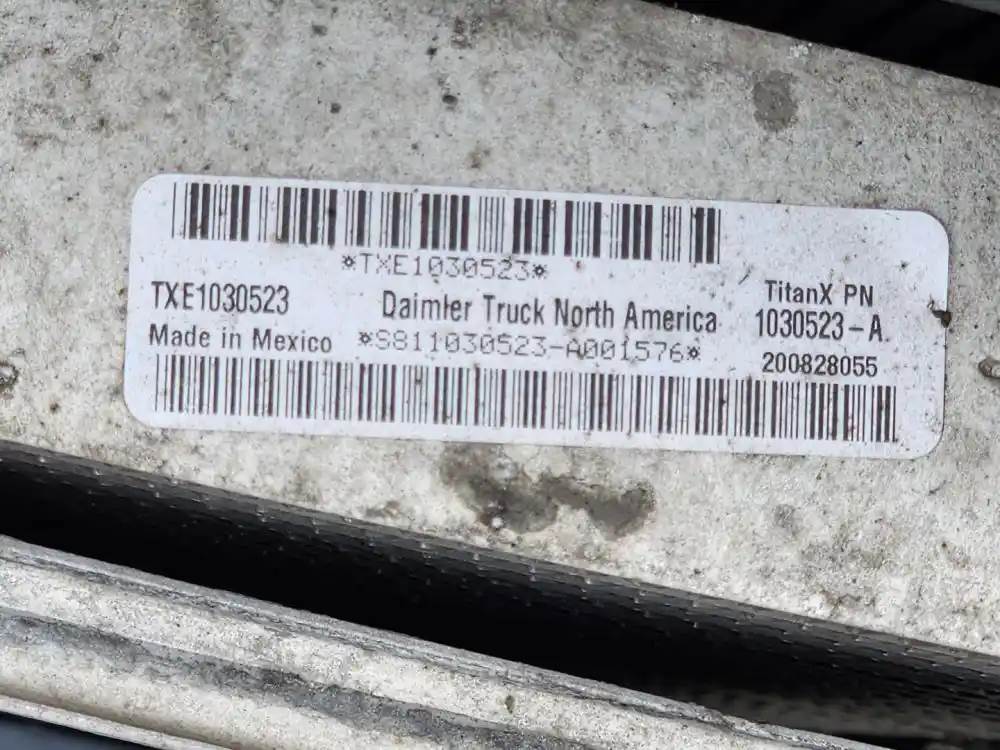 *TXE1030523*
TXE1030523
Daimler Truck North America
TitanX PN
1030523-A
Made in Mexico
*S811030523-A001576*
200828055